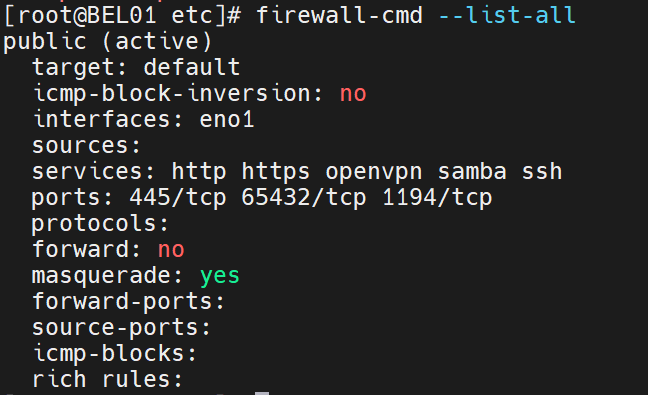 [root@BEL01 etc]# firewall-cmd --list-all
public (active)
  target: default
  icmp-block-inversion: no
  interfaces: eno1
  sources:
  services: http https openvpn samba ssh
  ports: 445/tcp 65432/tcp 1194/tcp
  protocols:
  forward: no
  masquerade: yes
  forward-ports:
  source-ports:
  icmp-blocks:
  rich rules: